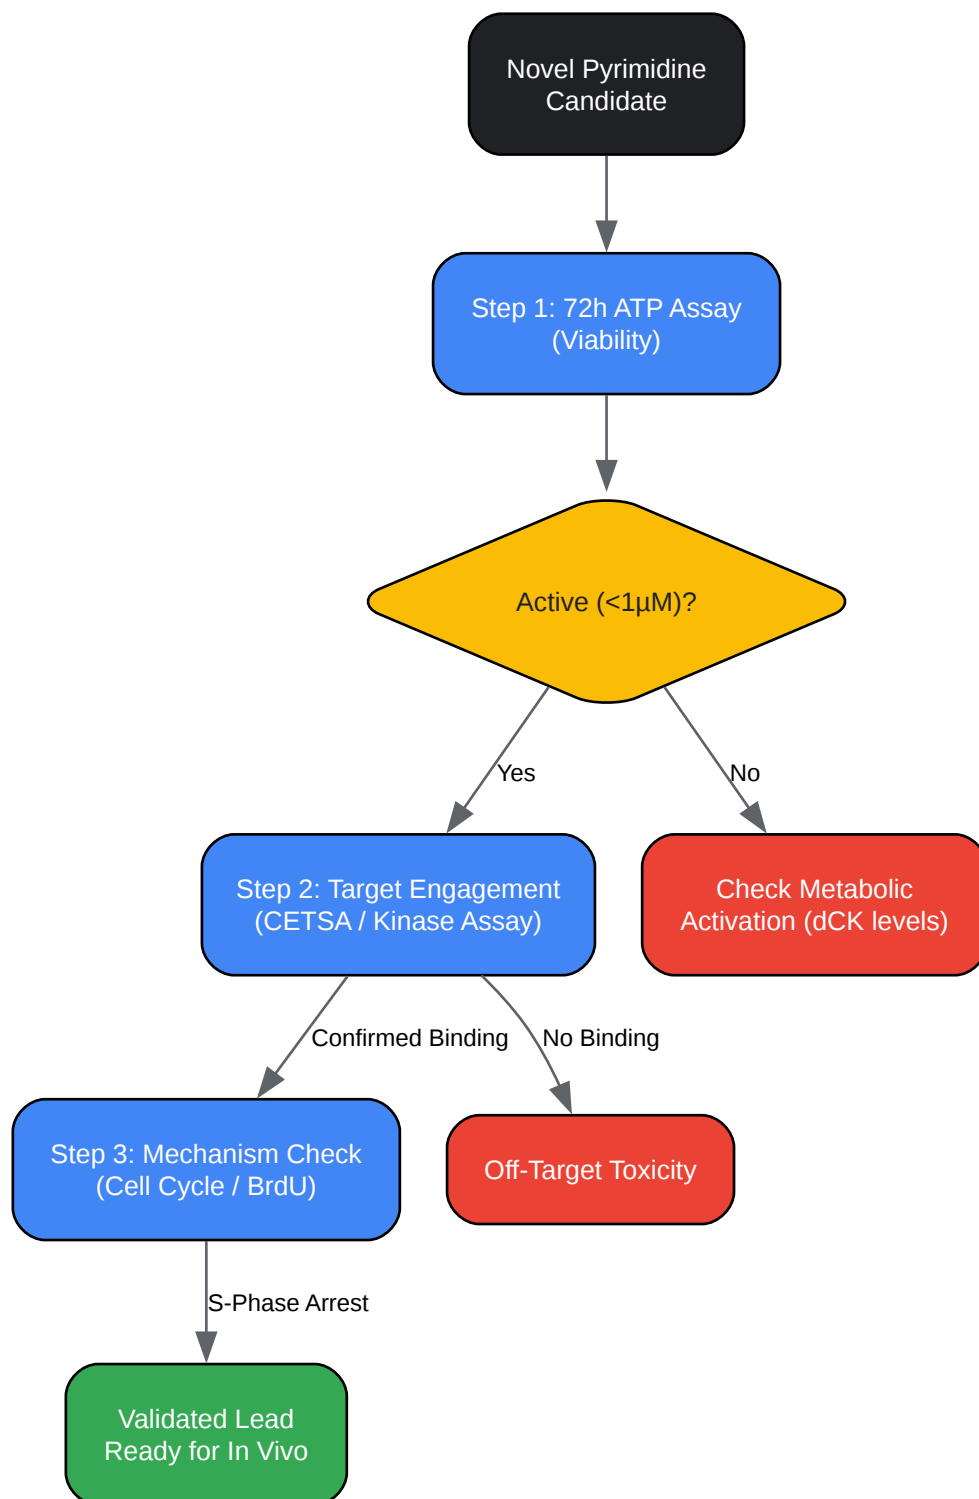 Novel Pyrimidine
Candidate
Step 1: 72h ATP Assay
(Viability)
Active (<1µM)?
Yes
No
Step 2: Target Engagement
(CETSA / Kinase Assay)
Check Metabolic
Activation (dCK levels)
Confirmed Binding
No Binding
Step 3: Mechanism Check
(Cell Cycle / BrdU)
Off-Target Toxicity
S-Phase Arrest
Validated Lead
Ready for In Vivo